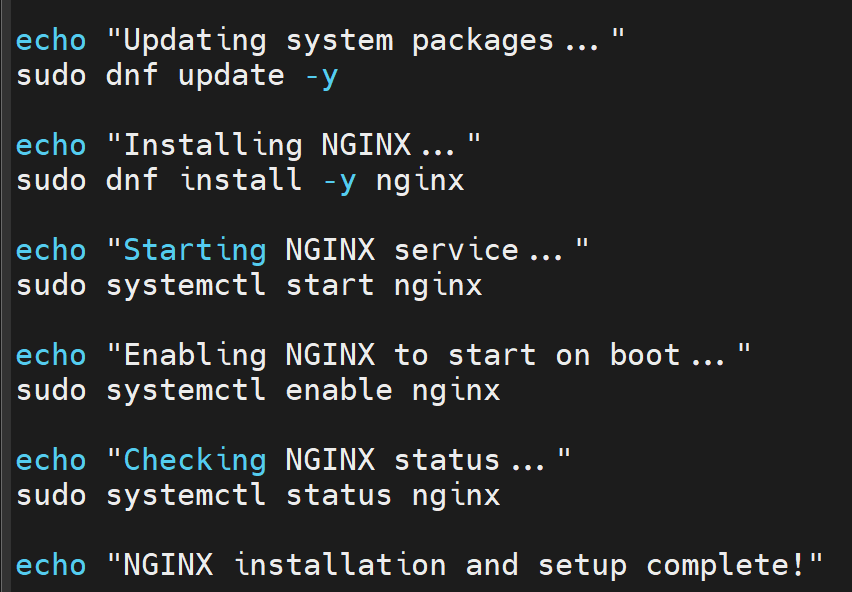 echo "Updating system packages..."
sudo dnf update -y
echo "Installing NGINX..."
sudo dnf install -y nginx
echo "Starting NGINX service..."
sudo systemctl start nginx
echo "Enabling NGINX to start on boot..."
sudo systemctl enable nginx
echo "Checking NGINX status..."
sudo systemctl status nginx
echo "NGINX installation and setup complete!"